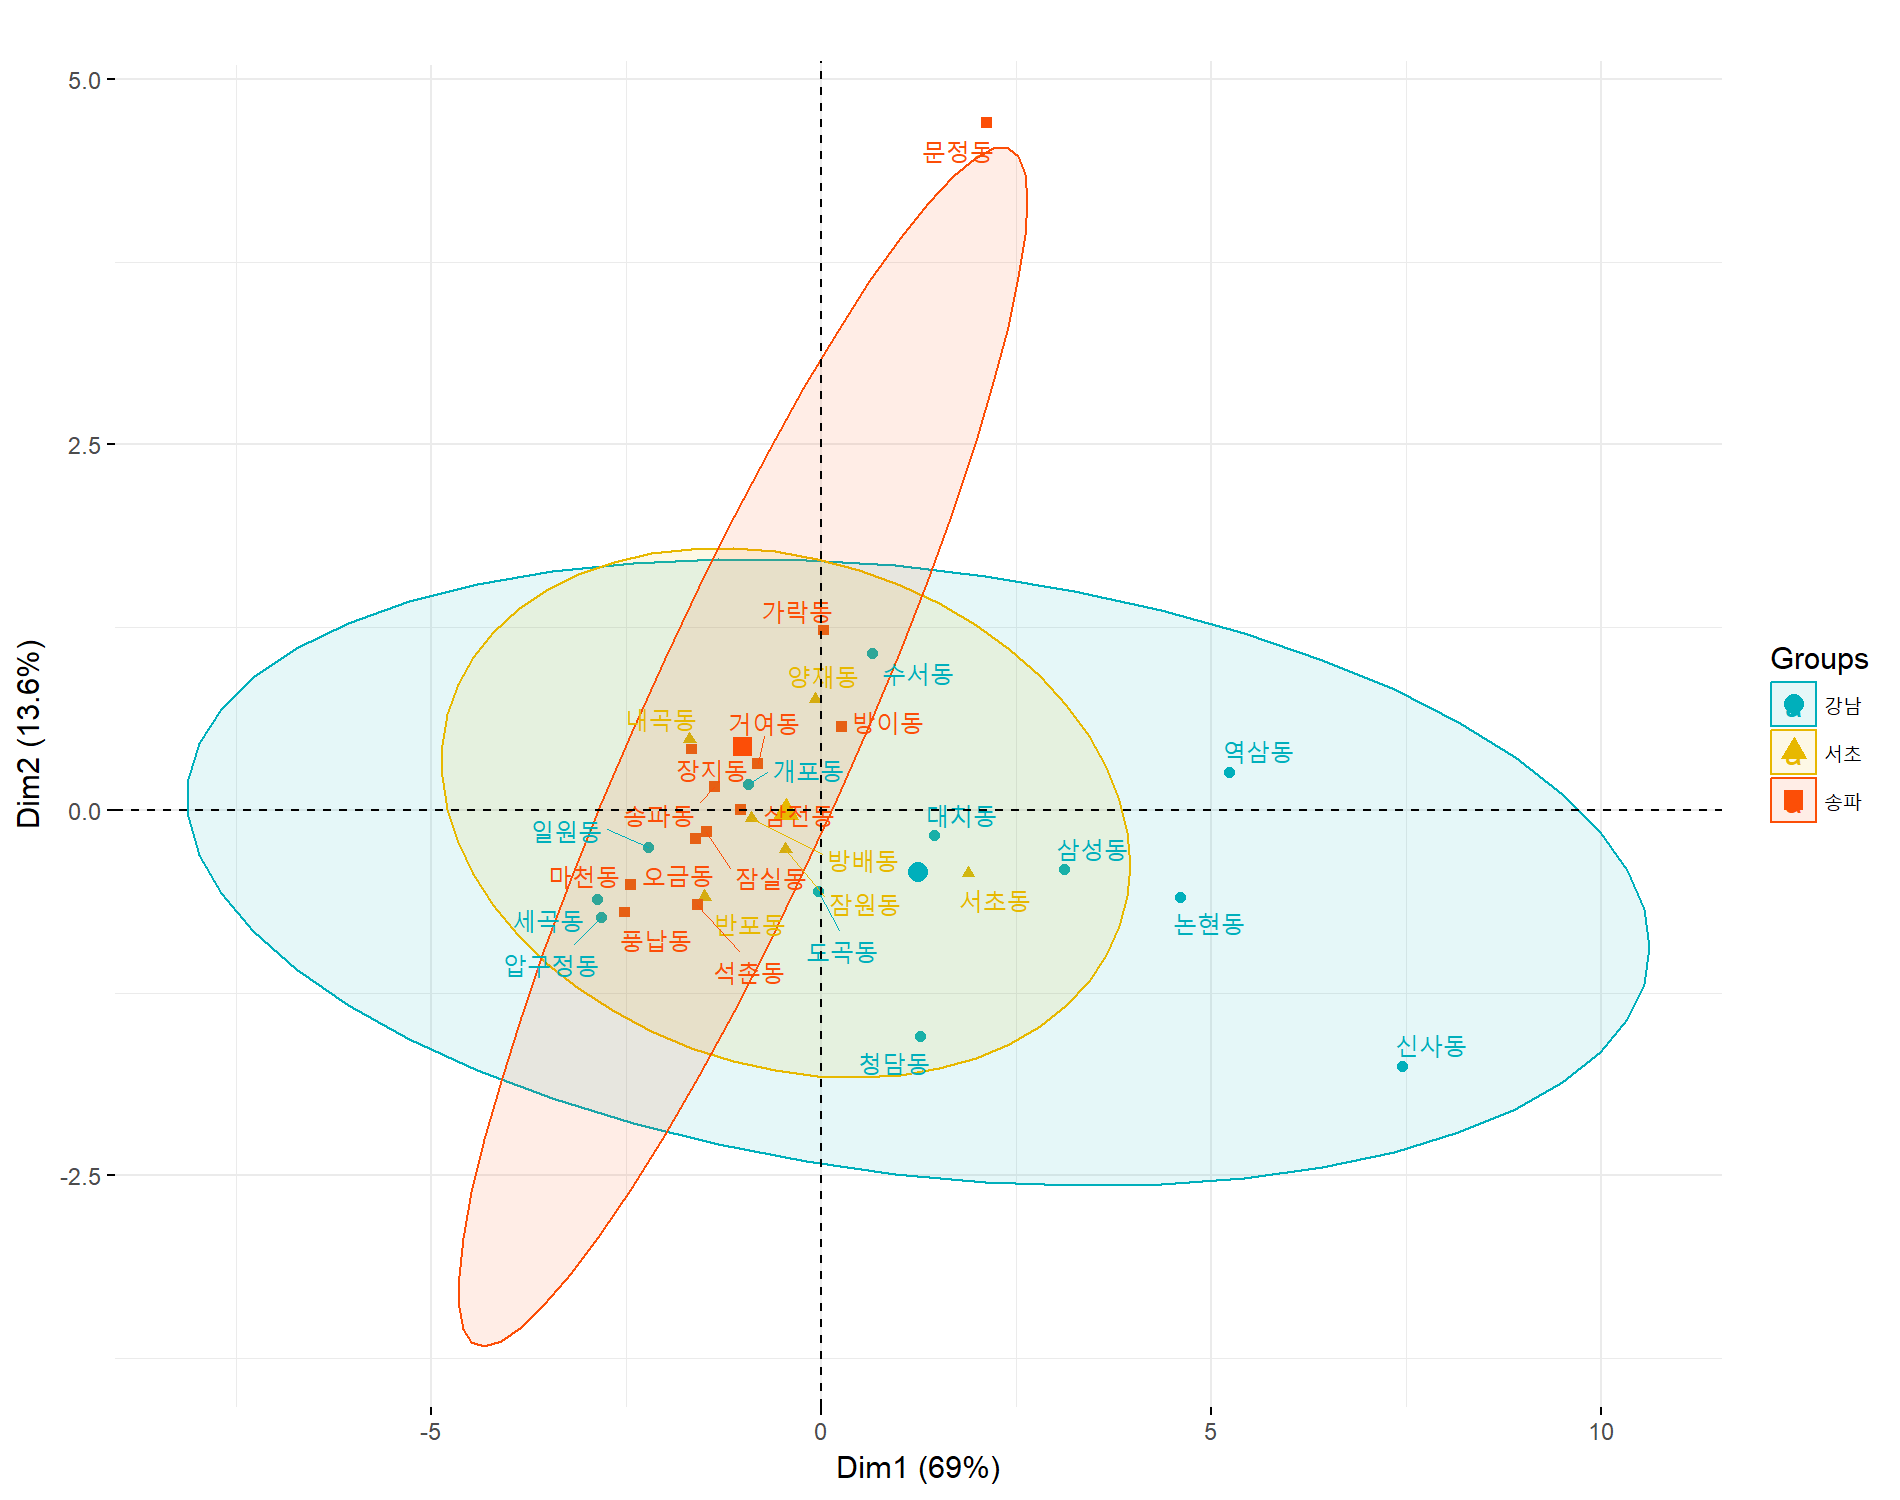 5.0
문정동
2.5
가락동
수서동
양재동
내곡동
거여동
방이동
역삼동
장지동
개포동
Dim2 (13.6%)
0.0
송파동
삼전동
대치동
일원동
방배동
삼성동
마천동
오금동
잠실동
잠원동
서초동
세곡동
풍납동
반포동
논현동
압구정동
석촌동
도곡동
청담동
신사동
-2.5
-5
0
5
10
Dim1 (69%)
Groups
강남
서초
송파